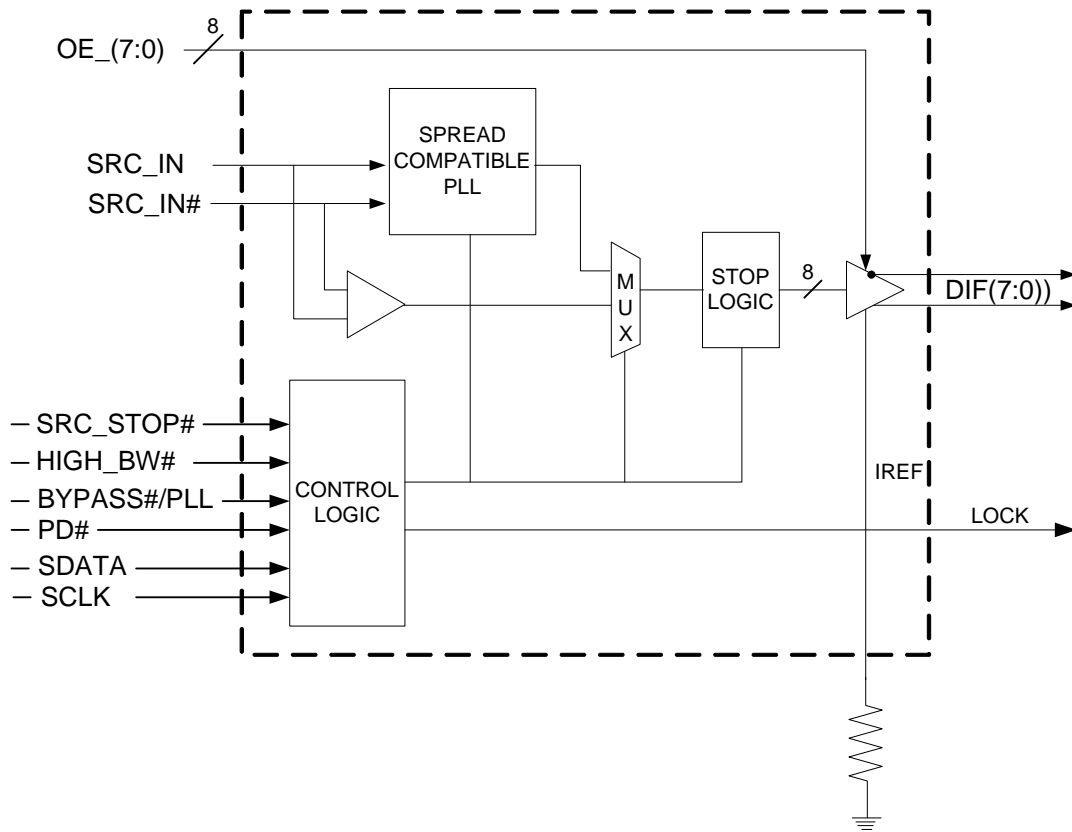 8
OE_(7:0)
SPREAD
COMPATIBLE
PLL
SRC_IN
SRC_IN#
M
U
X
STOP
LOGIC
8
DIF(7:0))
SRC_STOP#
HIGH_BW#
BYPASS#/PLL
PD#
SDATA
SCLK
CONTROL
LOGIC
IREF
LOCK